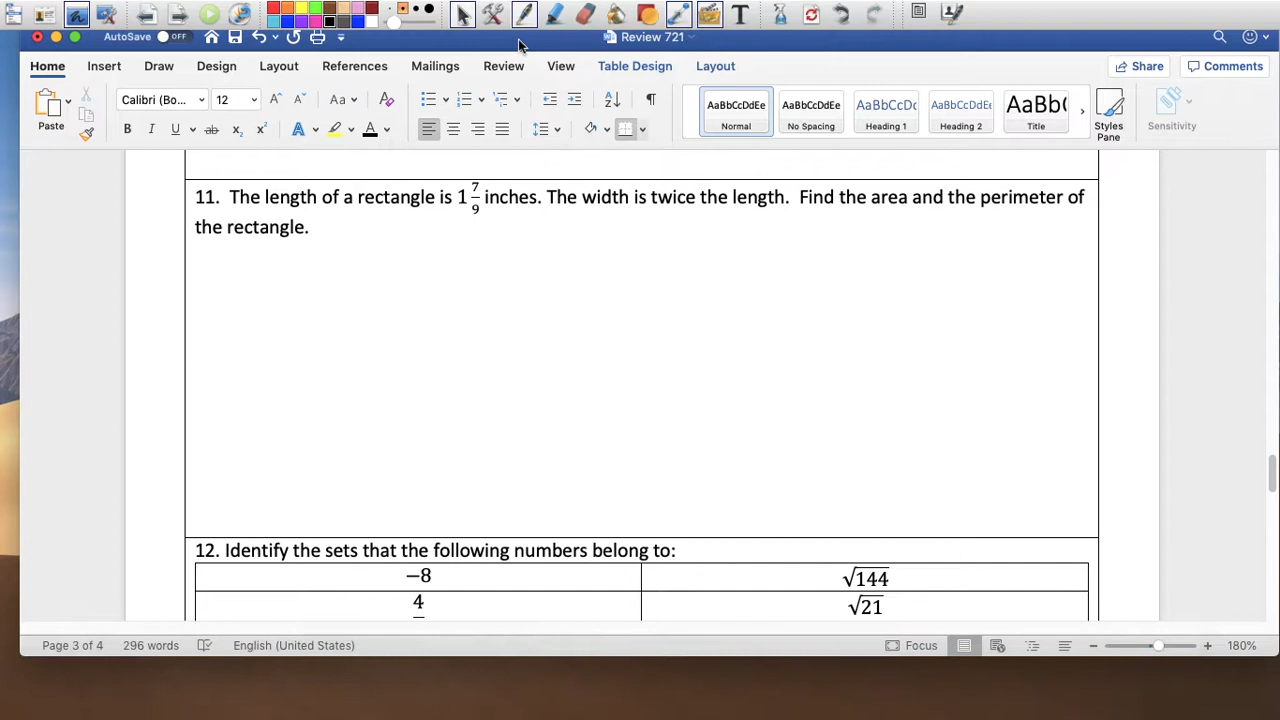 AutoSave OFF
Review 721
Home Insert Draw Design Layout References Mailings Review View Table Design Layout Share Comments
Paste
Calibri (Bo... 12 A A Aa A
B I U ab x₂ x² A A
AaBbCcDdEe AaBbCcDdEe AaBbCcDc AaBbCcDdEe AaBb(
Normal No Spacing Heading 1 Heading 2 Title
Styles Pane
Sensitivity
11. The length of a rectangle is 1 7/9 inches. The width is twice the length. Find the area and the perimeter of
the rectangle.
12. Identify the sets that the following numbers belong to:
−8 √144
4 √21
Page 3 of 4 296 words English (United States) Focus 180%